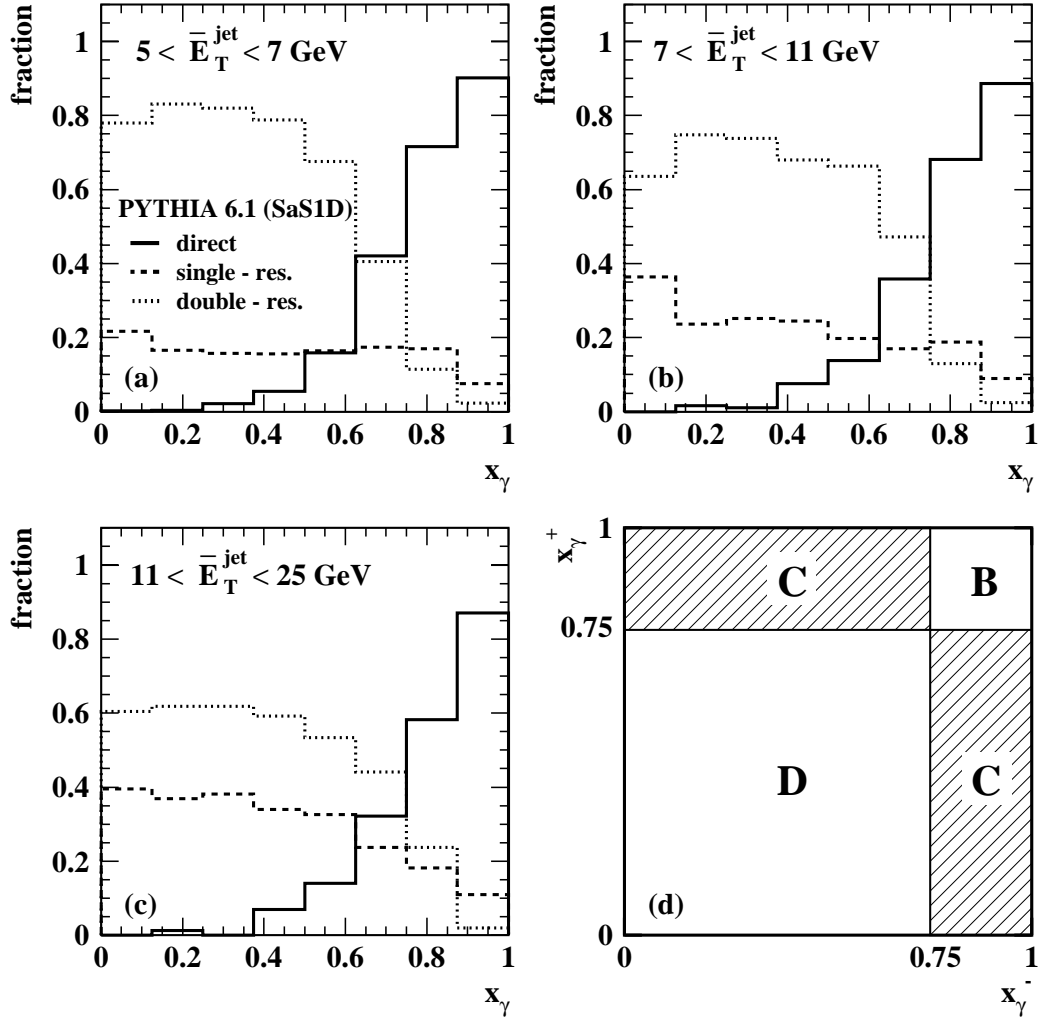 fraction
5 < E̅_T^jet < 7 GeV
1
0.8
0.6
0.4
0.2
0
PYTHIA 6.1 (SaS1D)
direct
single - res.
double - res.
(a)
0 0.2 0.4 0.6 0.8 1
x_γ
fraction
7 < E̅_T^jet < 11 GeV
1
0.8
0.6
0.4
0.2
0
(b)
0 0.2 0.4 0.6 0.8 1
x_γ
fraction
11 < E̅_T^jet < 25 GeV
1
0.8
0.6
0.4
0.2
0
(c)
0 0.2 0.4 0.6 0.8 1
x_γ
x_γ^+
1
0.75
0
C
B
D
C
(d)
0 0.75 1
x_γ^-